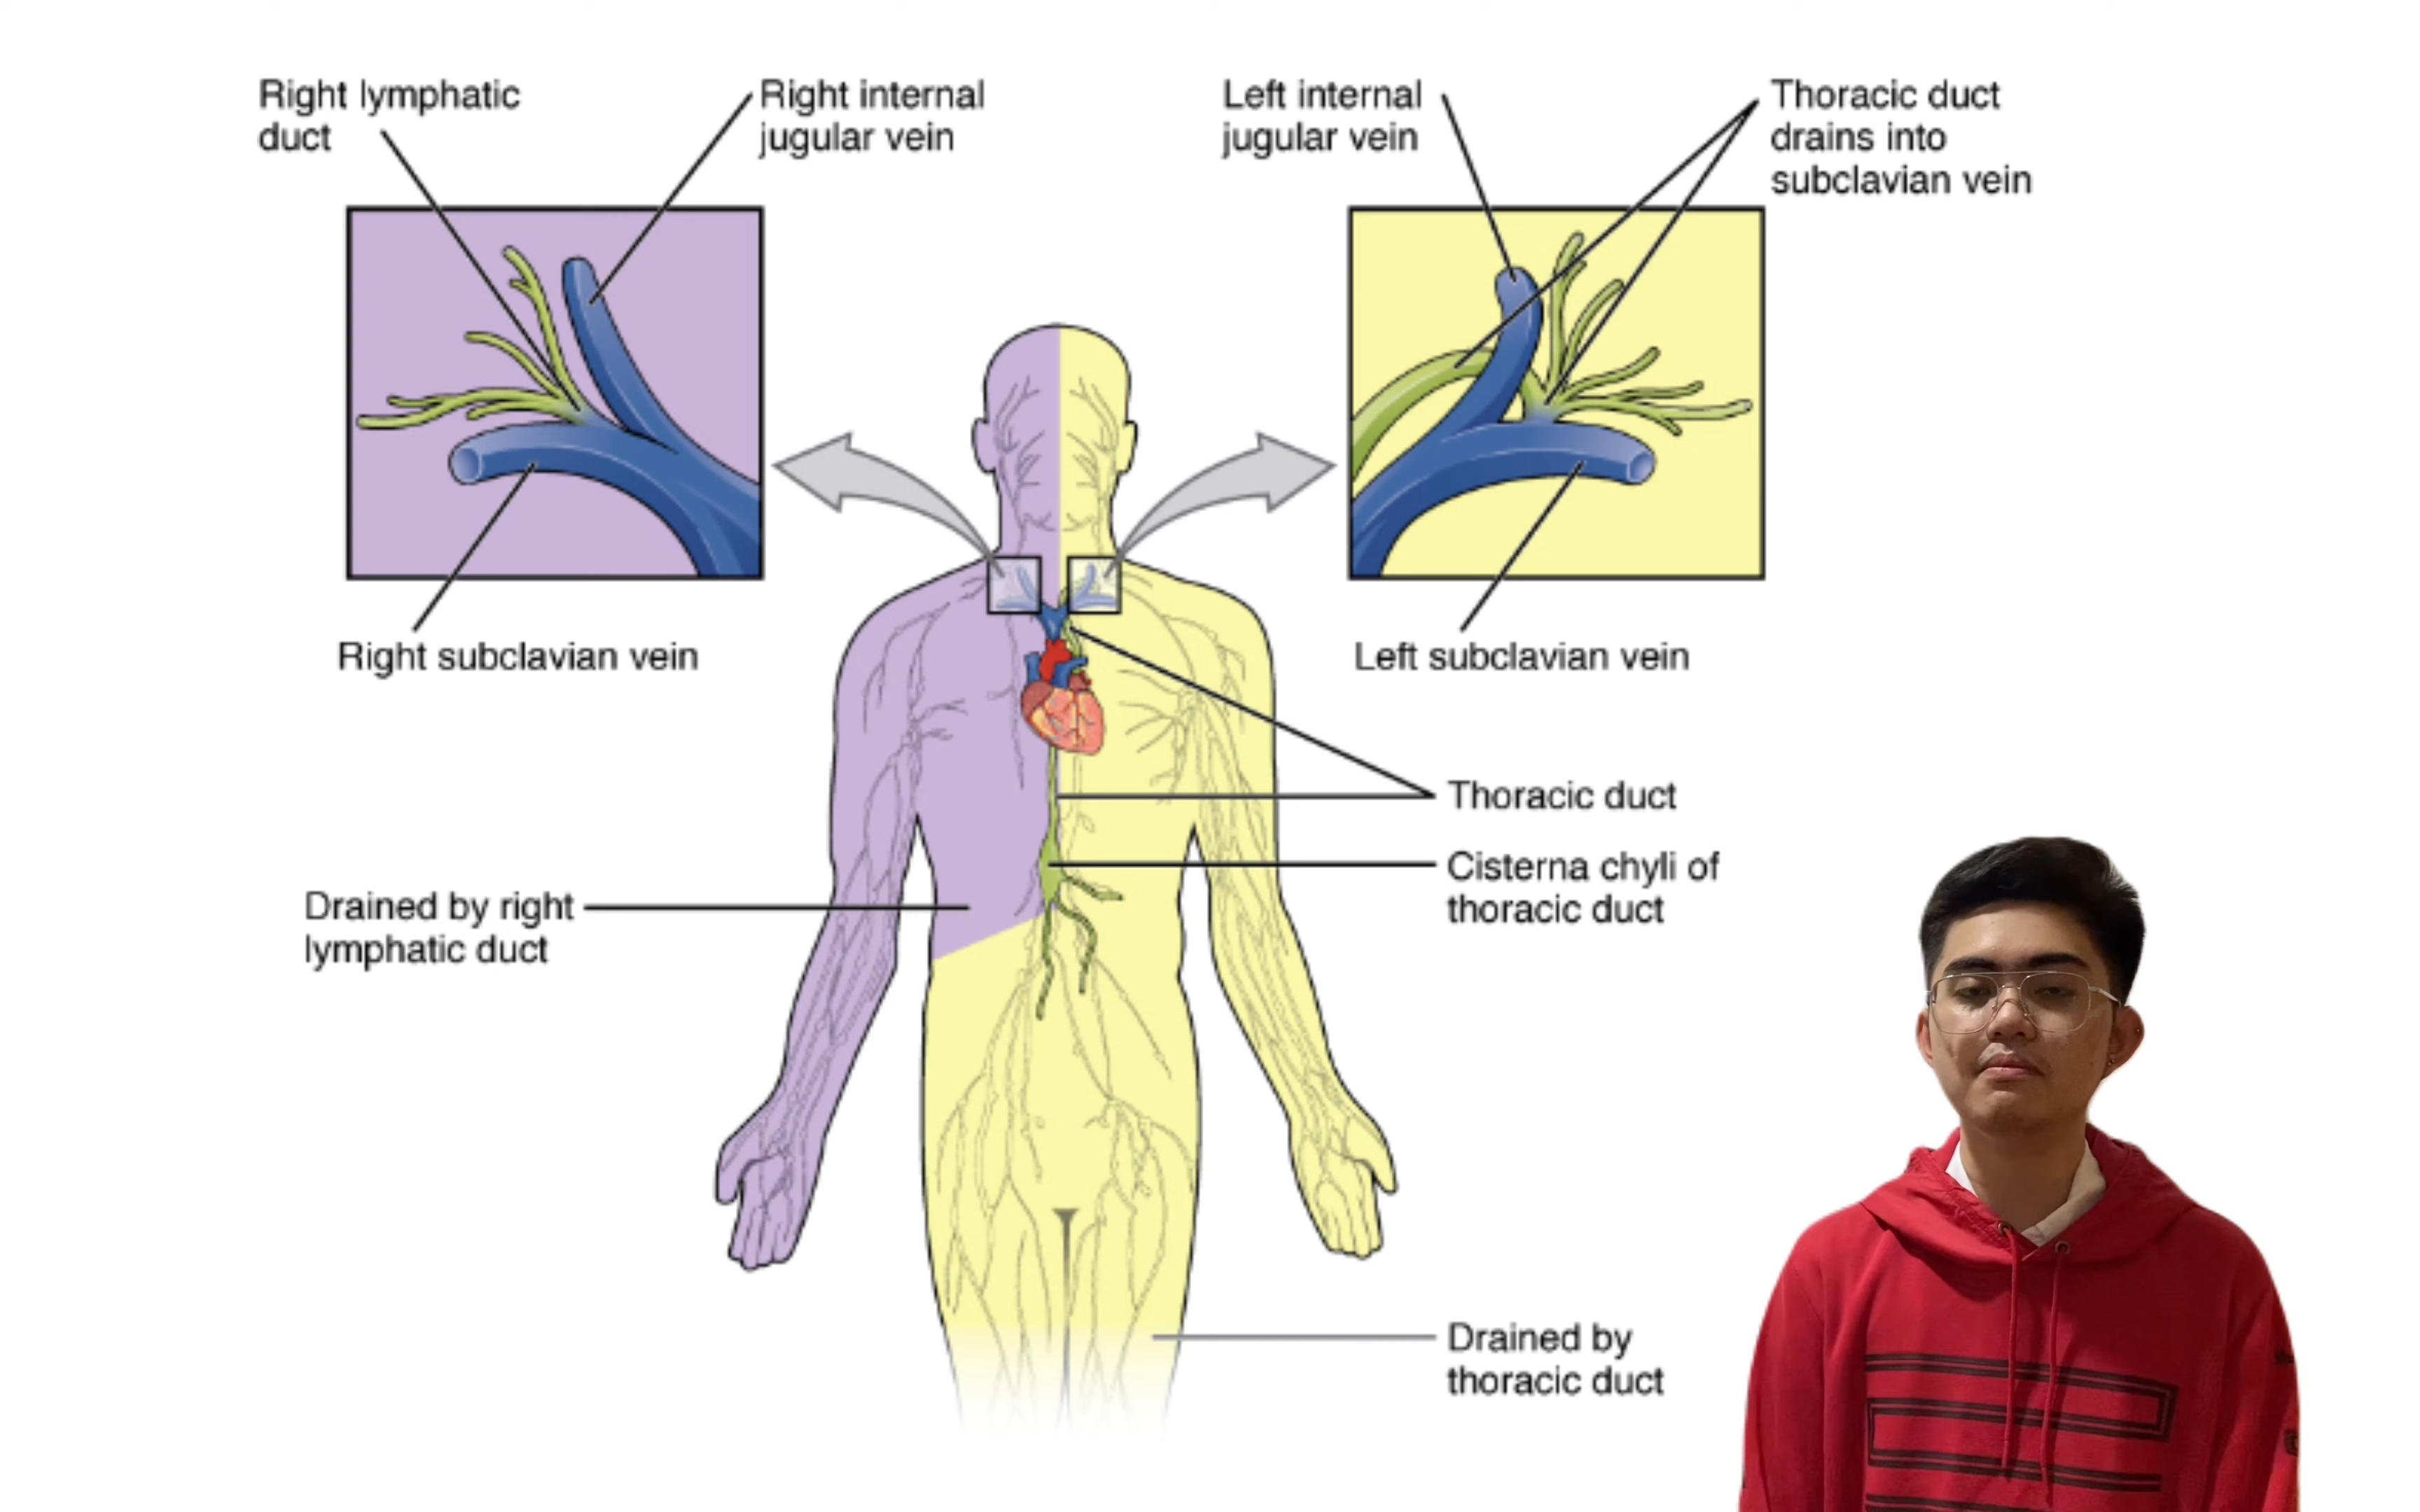 Right lymphatic
duct
Right internal
jugular vein
Left internal
jugular vein
Thoracic duct
drains into
subclavian vein
Right subclavian vein
Left subclavian vein
Thoracic duct
Cisterna chyli of
thoracic duct
Drained by right
lymphatic duct
Drained by
thoracic duct